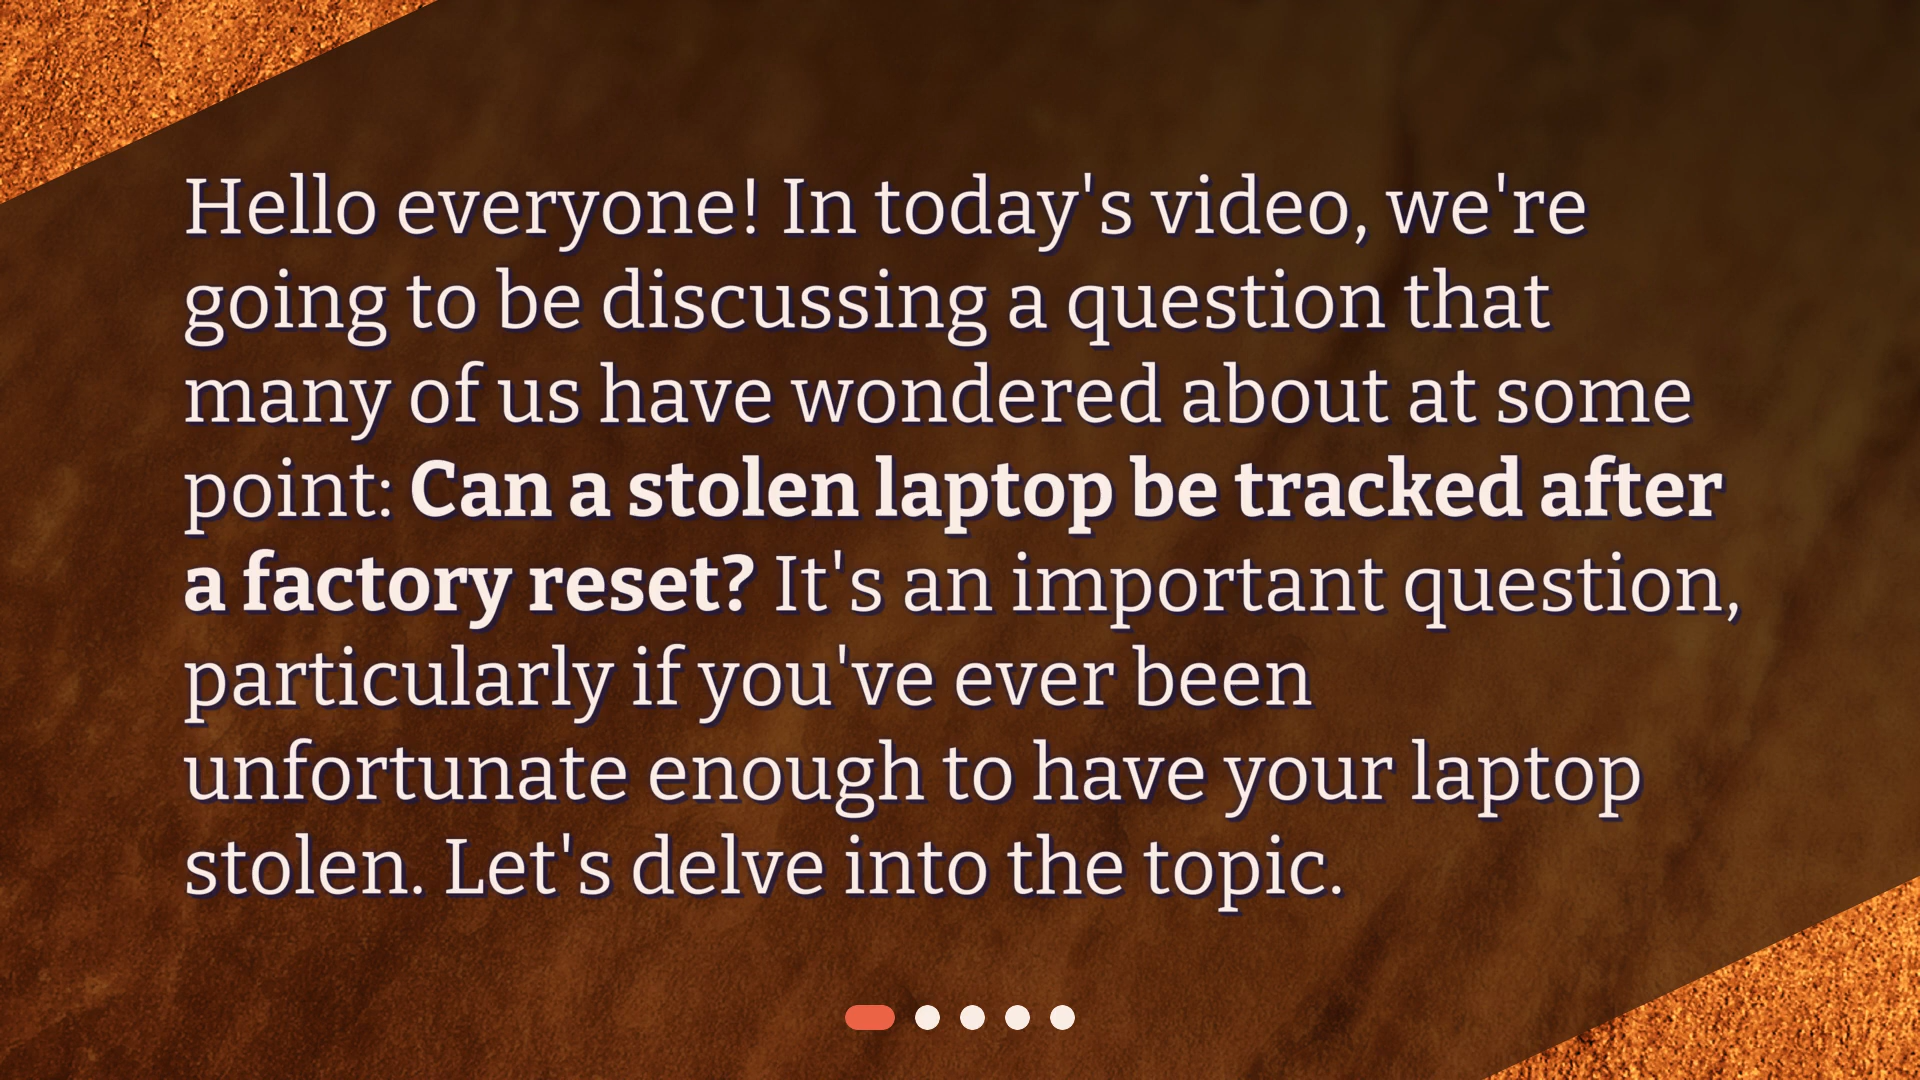 Hello everyone! In today's video, we're
going to be discussing a question that
many of us have wondered about at some
point: Can a stolen laptop be tracked after
a factory reset? It's an important question,
particularly if you've ever been
unfortunate enough to have your laptop
stolen. Let's delve into the topic.